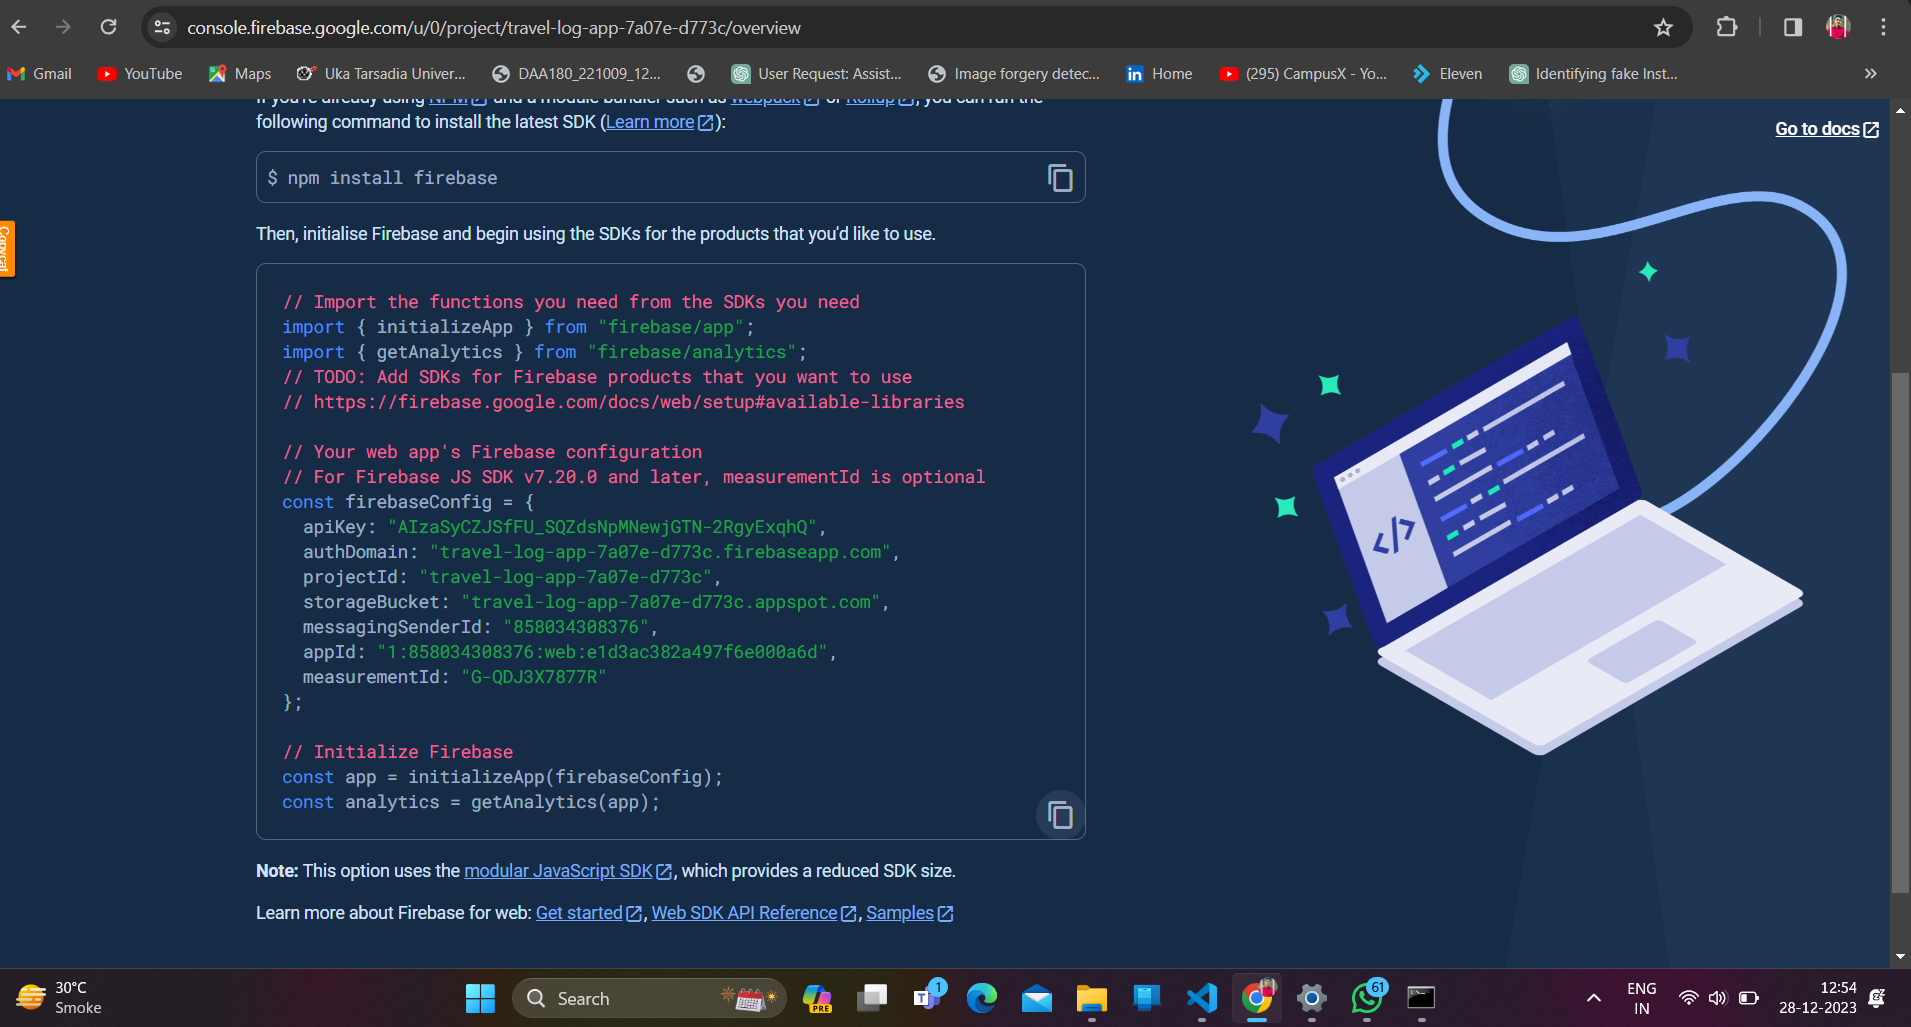 console.firebase.google.com/u/0/project/travel-log-app-7a07e-d773c/overview
Gmail YouTube Maps Uka Tarsadia Univer... DAA180_221009_12... User Request: Assist... Image forgery detec... Home (295) CampusX - Yo... Eleven Identifying fake Inst...
If you're already using NPM and a module bundler such as webpack or Rollup, you can run the
following command to install the latest SDK (Learn more):
Go to docs
$ npm install firebase
Then, initialise Firebase and begin using the SDKs for the products that you'd like to use.
// Import the functions you need from the SDKs you need
import { initializeApp } from "firebase/app";
import { getAnalytics } from "firebase/analytics";
// TODO: Add SDKs for Firebase products that you want to use
// https://firebase.google.com/docs/web/setup#available-libraries
// Your web app's Firebase configuration
// For Firebase JS SDK v7.20.0 and later, measurementId is optional
const firebaseConfig = {
apiKey: "AIzaSyCZJSfFU_SQZdsNpMNewjGTN-2RgyExqhQ",
authDomain: "travel-log-app-7a07e-d773c.firebaseapp.com",
projectId: "travel-log-app-7a07e-d773c",
storageBucket: "travel-log-app-7a07e-d773c.appspot.com",
messagingSenderId: "858034308376",
appId: "1:858034308376:web:e1d3ac382a497f6e000a6d",
measurementId: "G-QDJ3X7877R"
};
// Initialize Firebase
const app = initializeApp(firebaseConfig);
const analytics = getAnalytics(app);
Note: This option uses the modular JavaScript SDK, which provides a reduced SDK size.
Learn more about Firebase for web: Get started, Web SDK API Reference, Samples
</>
30°C
Smoke
Search
PRE
1
61
ENG
IN
12:54
28-12-2023